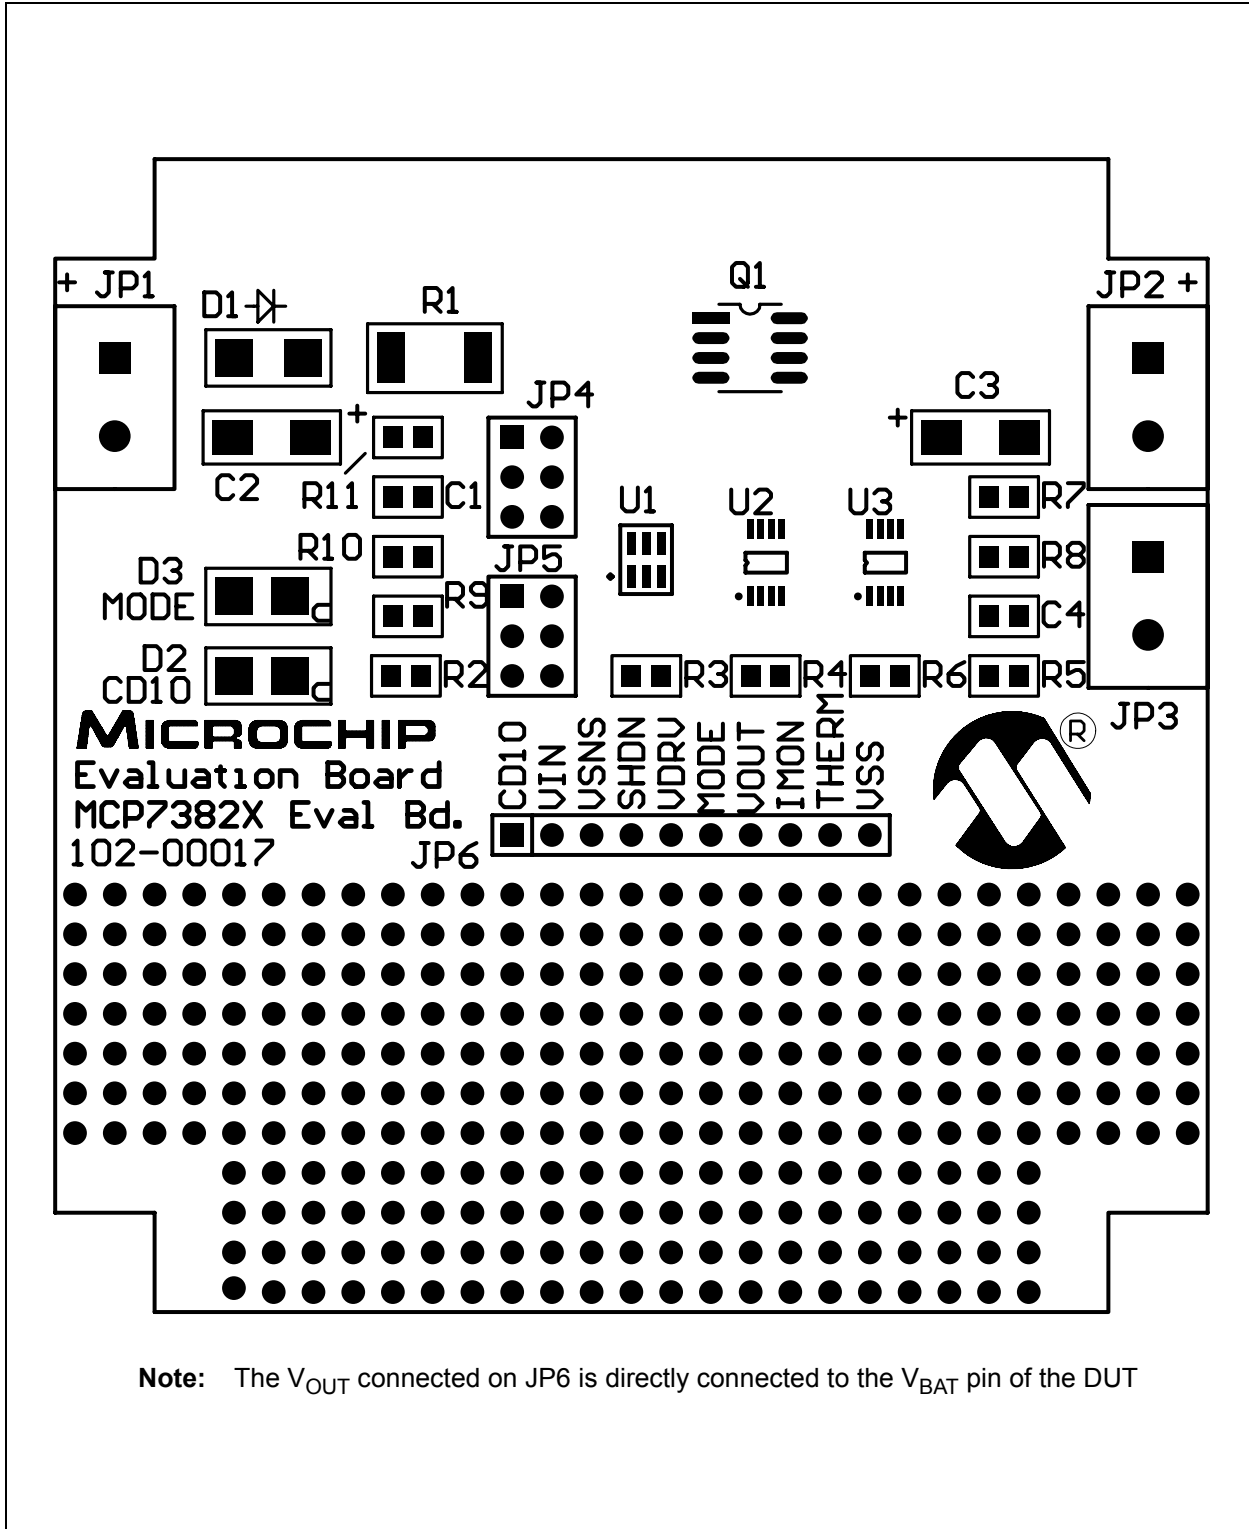 + JP1
D1
R1
Q1
JP2 +
JP4
+
C3
+
C2
R11
C1
U1
U2
U3
R7
R10
JP5
R8
D3
MODE
R9
C4
D2
CD10
R2
R3
R4
R6
R5
JP3
MICROCHIP
®
Evaluation Board
MCP7382X Eval Bd.
102-00017
JP6
CD10
VIN
VSNS
SHDN
VDRV
MODE
VOUT
IMON
THERM
VSS
Note: The VOUT connected on JP6 is directly connected to the VBAT pin of the DUT